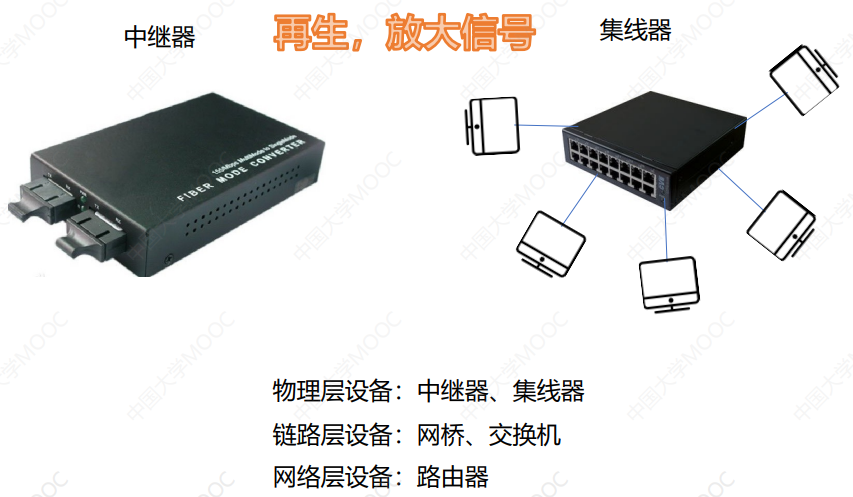 中继器
再生，放大信号
集线器
155Mbps MultiMode to SingleMode
FIBER MODE CONVERTER
物理层设备：中继器、集线器
链路层设备：网桥、交换机
网络层设备：路由器
中国大学MOOC